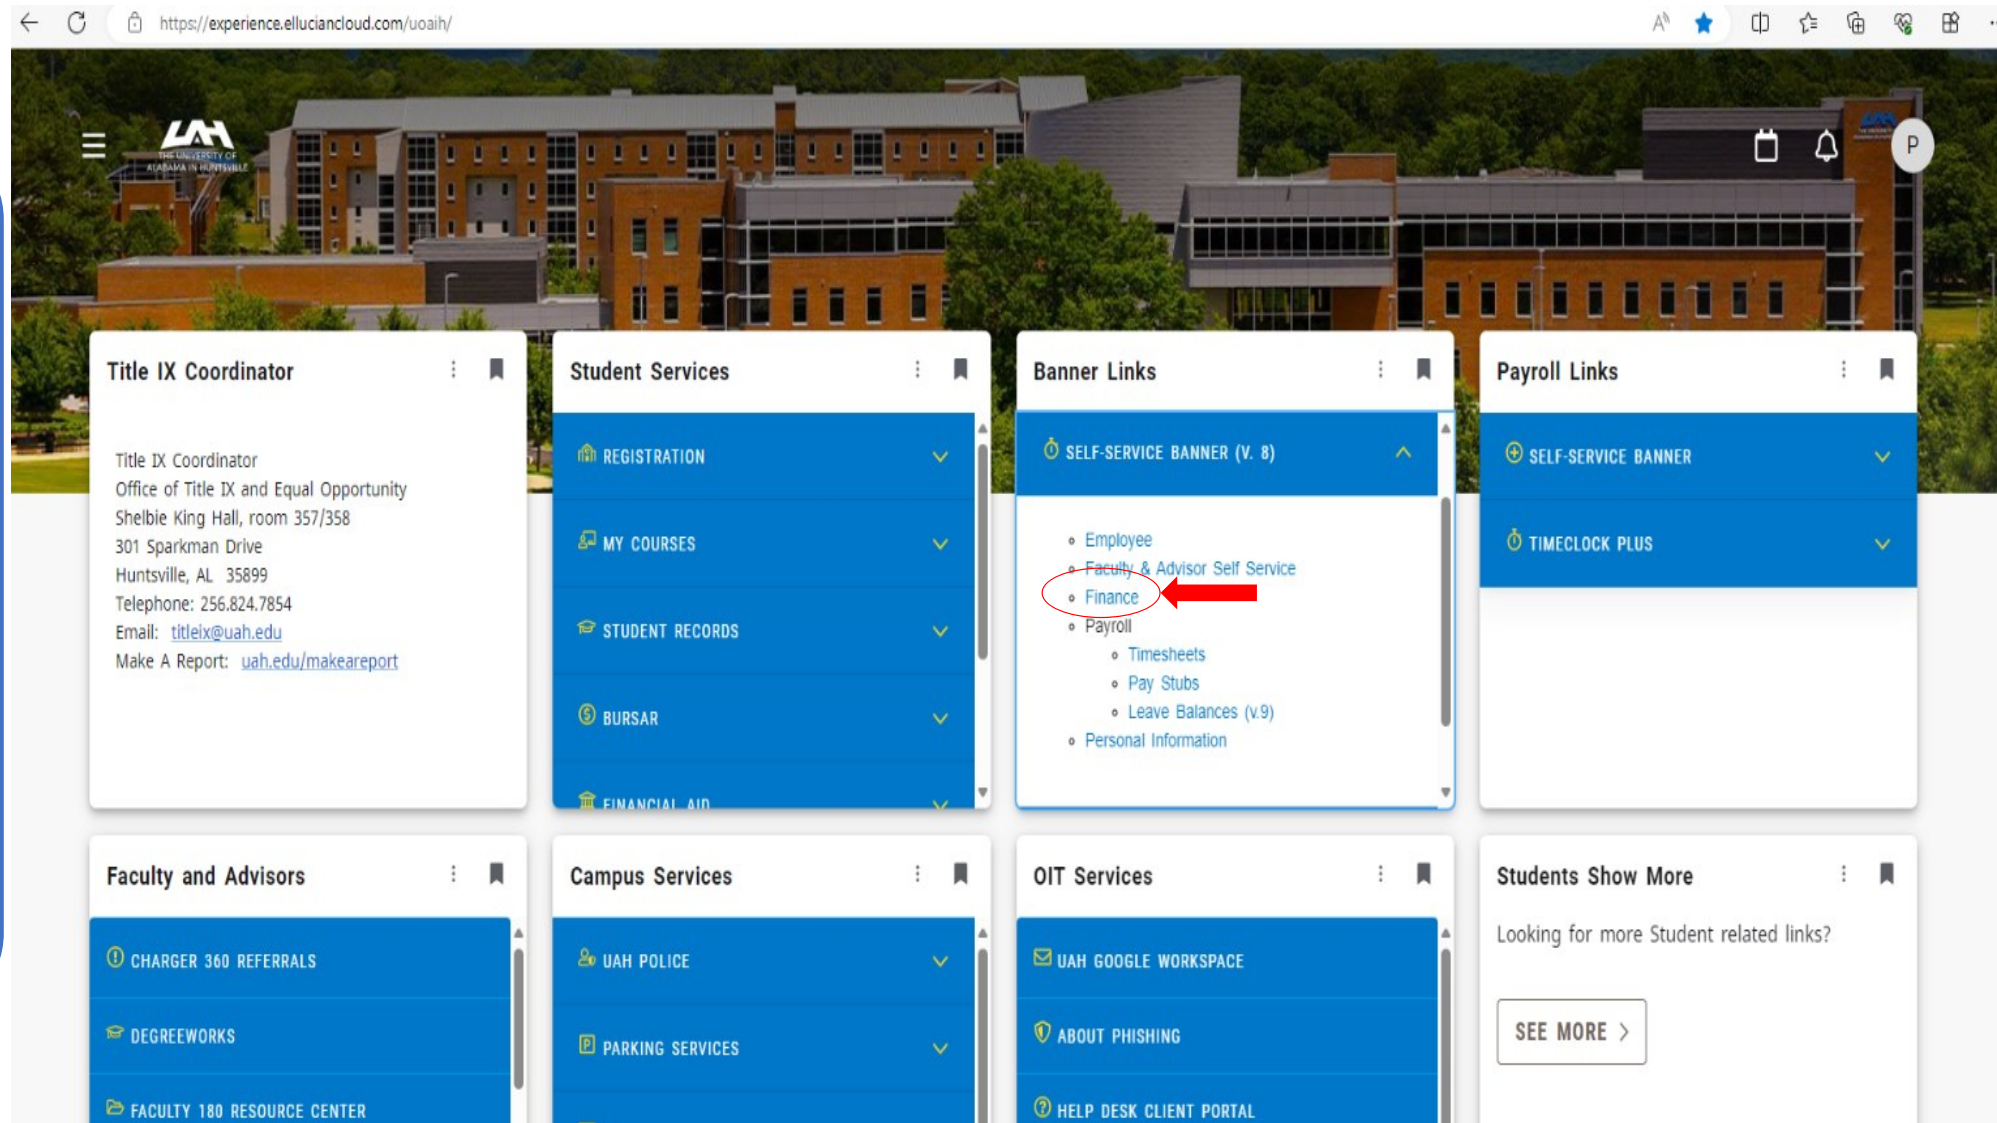 https://experience.elluciancloud.com/uoaih/
UAH
THE UNIVERSITY OF
ALABAMA IN HUNTSVILLE
P
Title IX Coordinator
Title IX Coordinator
Office of Title IX and Equal Opportunity
Shelbie King Hall, room 357/358
301 Sparkman Drive
Huntsville, AL 35899
Telephone: 256.824.7854
Email: titleix@uah.edu
Make A Report: uah.edu/makeareport
Student Services
REGISTRATION
MY COURSES
STUDENT RECORDS
BURSAR
FINANCIAL AID
Banner Links
SELF-SERVICE BANNER (V. 8)
Employee
Faculty & Advisor Self Service
Finance
Payroll
Timesheets
Pay Stubs
Leave Balances (v.9)
Personal Information
Payroll Links
SELF-SERVICE BANNER
TIMECLOCK PLUS
Faculty and Advisors
CHARGER 360 REFERRALS
DEGREEWORKS
FACULTY 180 RESOURCE CENTER
Campus Services
UAH POLICE
PARKING SERVICES
OIT Services
UAH GOOGLE WORKSPACE
ABOUT PHISHING
HELP DESK CLIENT PORTAL
Students Show More
Looking for more Student related links?
SEE MORE >